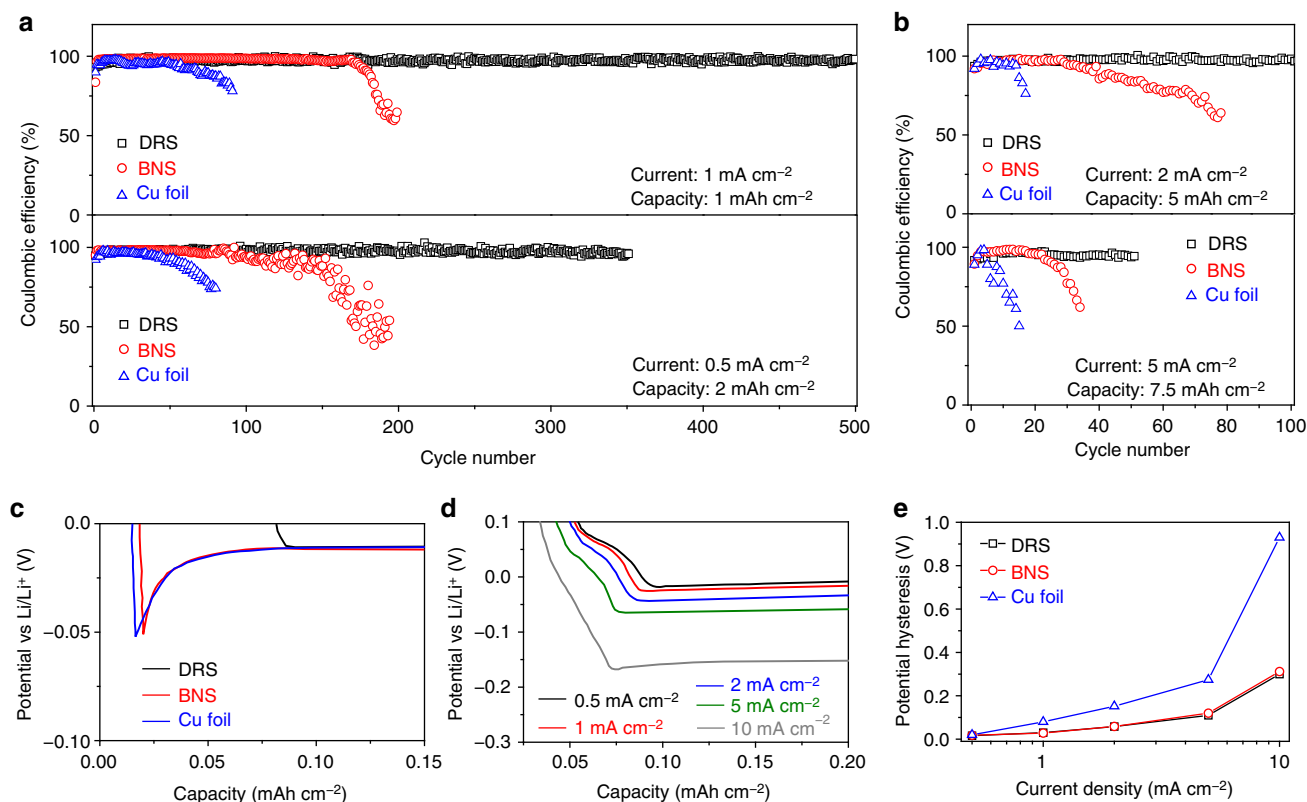 a
Coulombic efficiency (%)
100
50
0
DRS
BNS
Cu foil
Current: 1 mA cm⁻²
Capacity: 1 mAh cm⁻²
100
50
0
DRS
BNS
Cu foil
Current: 0.5 mA cm⁻²
Capacity: 2 mAh cm⁻²
0 100 200 300 400 500
Cycle number
b
Coulombic efficiency (%)
100
50
0
DRS
BNS
Cu foil
Current: 2 mA cm⁻²
Capacity: 5 mAh cm⁻²
Coulombic efficiency (%)
100
50
0
DRS
BNS
Cu foil
Current: 5 mA cm⁻²
Capacity: 7.5 mAh cm⁻²
0 20 40 60 80 100
Cycle number
c
Potential vs Li/Li⁺ (V)
0.0
−0.05
−0.10
DRS
BNS
Cu foil
0.0 0.05 0.10 0.15
Capacity (mAh cm⁻²)
d
Potential vs Li/Li⁺ (V)
0.1
0.0
−0.1
−0.2
−0.3
0.5 mA cm⁻²
1 mA cm⁻²
2 mA cm⁻²
5 mA cm⁻²
10 mA cm⁻²
0.05 0.10 0.15 0.20
Capacity (mAh cm⁻²)
e
Potential hysteresis (V)
1.0
0.8
0.6
0.4
0.2
0.0
DRS
BNS
Cu foil
1 10
Current density (mA cm⁻²)